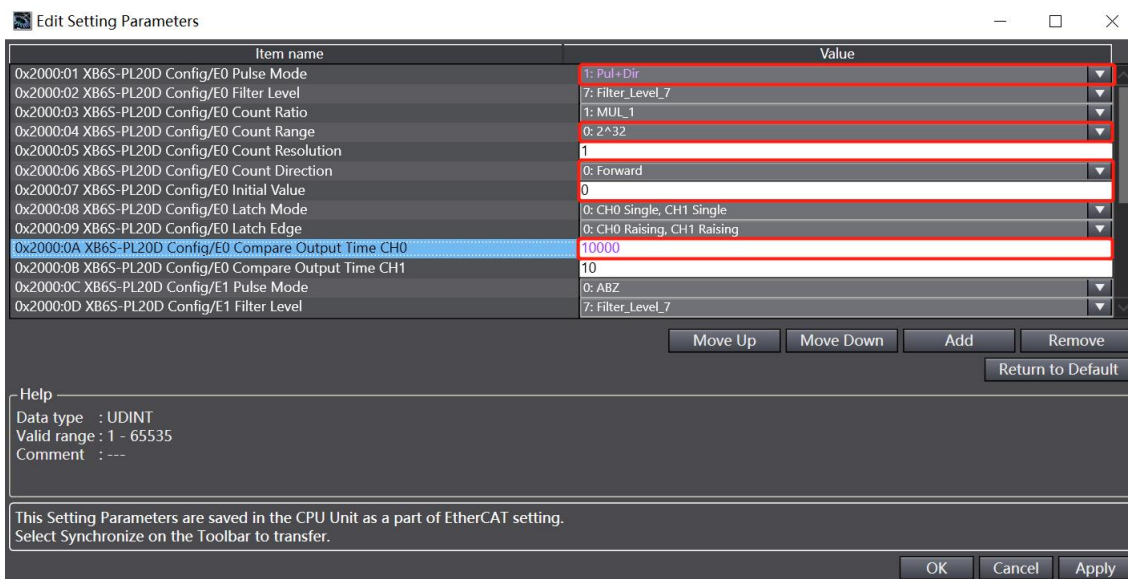 Edit Setting Parameters
Item name Value
0x2000:01 XB6S-PL20D Config/E0 Pulse Mode 1: Pul+Dir
0x2000:02 XB6S-PL20D Config/E0 Filter Level 7: Filter_Level_7
0x2000:03 XB6S-PL20D Config/E0 Count Ratio 1: MUL_1
0x2000:04 XB6S-PL20D Config/E0 Count Range 0: 2^32
0x2000:05 XB6S-PL20D Config/E0 Count Resolution 1
0x2000:06 XB6S-PL20D Config/E0 Count Direction 0: Forward
0x2000:07 XB6S-PL20D Config/E0 Initial Value 0
0x2000:08 XB6S-PL20D Config/E0 Latch Mode 0: CH0 Single, CH1 Single
0x2000:09 XB6S-PL20D Config/E0 Latch Edge 0: CH0 Raising, CH1 Raising
0x2000:0A XB6S-PL20D Config/E0 Compare Output Time CH0 10000
0x2000:0B XB6S-PL20D Config/E0 Compare Output Time CH1 10
0x2000:0C XB6S-PL20D Config/E1 Pulse Mode 0: ABZ
0x2000:0D XB6S-PL20D Config/E1 Filter Level 7: Filter_Level_7
Move Up Move Down Add Remove
Return to Default
Help
Data type : UDINT
Valid range : 1 - 65535
Comment : ---
This Setting Parameters are saved in the CPU Unit as a part of EtherCAT setting.
Select Synchronize on the Toolbar to transfer.
OK Cancel Apply